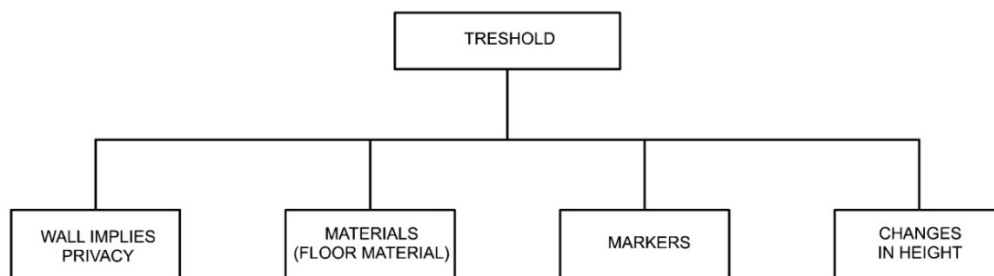 TRESHOLD
WALL IMPLIES
PRIVACY
MATERIALS
(FLOOR MATERIAL)
MARKERS
CHANGES
IN HEIGHT